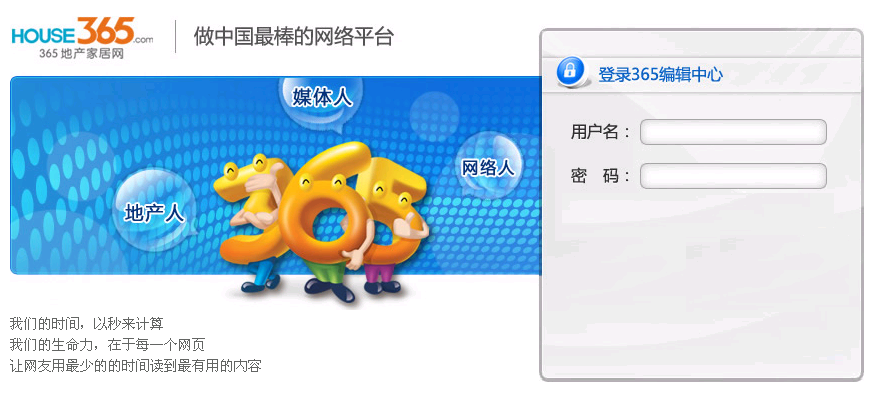 HOUSE365.com
365 地产家居网
做中国最棒的网络平台
媒体人
网络人
地产人
365
登录365编辑中心
用户名：
密 码：
我们的时间，以秒来计算
我们的生命力，在于每一个网页
让网友用最少的的时间读到最有用的内容